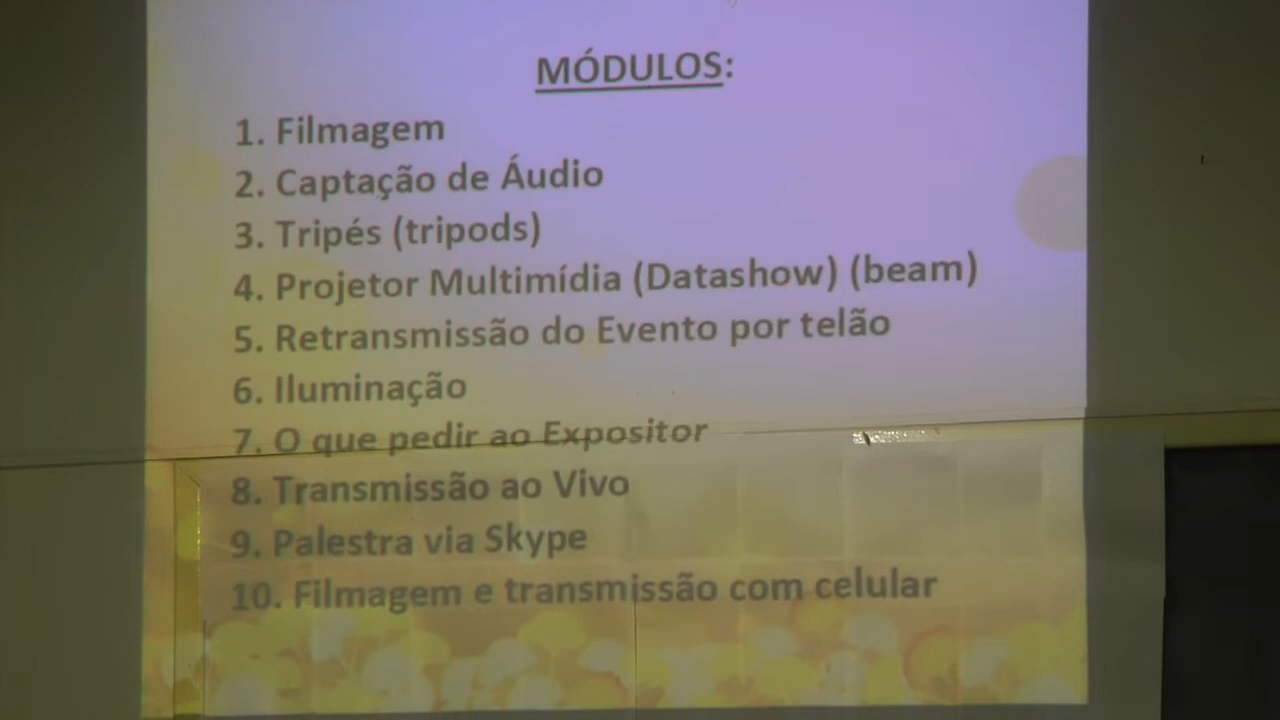 MÓDULOS:
1. Filmagem
2. Captação de Áudio
3. Tripés (tripods)
4. Projetor Multimídia (Datashow) (beam)
5. Retransmissão do Evento por telão
6. Iluminação
7. O que pedir ao Expositor
8. Transmissão ao Vivo
9. Palestra via Skype
10. Filmagem e transmissão com celular